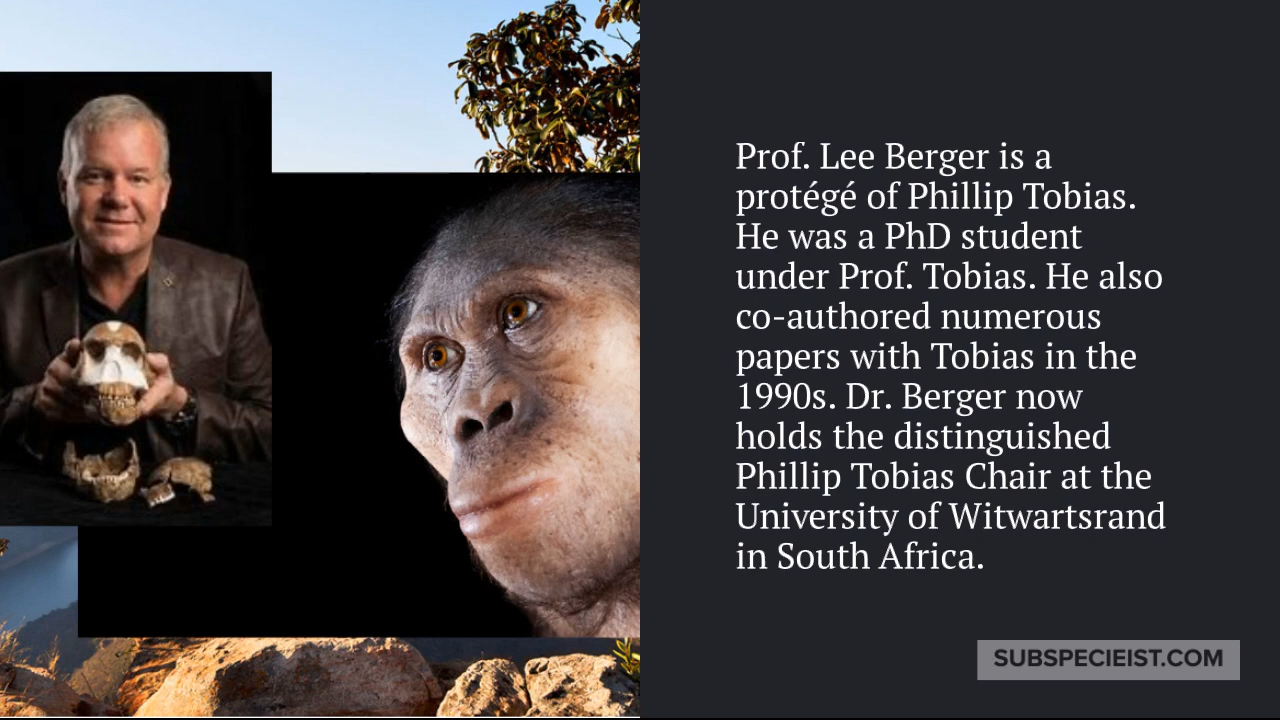 Prof. Lee Berger is a
protégé of Phillip Tobias.
He was a PhD student
under Prof. Tobias. He also
co-authored numerous
papers with Tobias in the
1990s. Dr. Berger now
holds the distinguished
Phillip Tobias Chair at the
University of Witwartsrand
in South Africa.
SUBSPECIEIST.COM